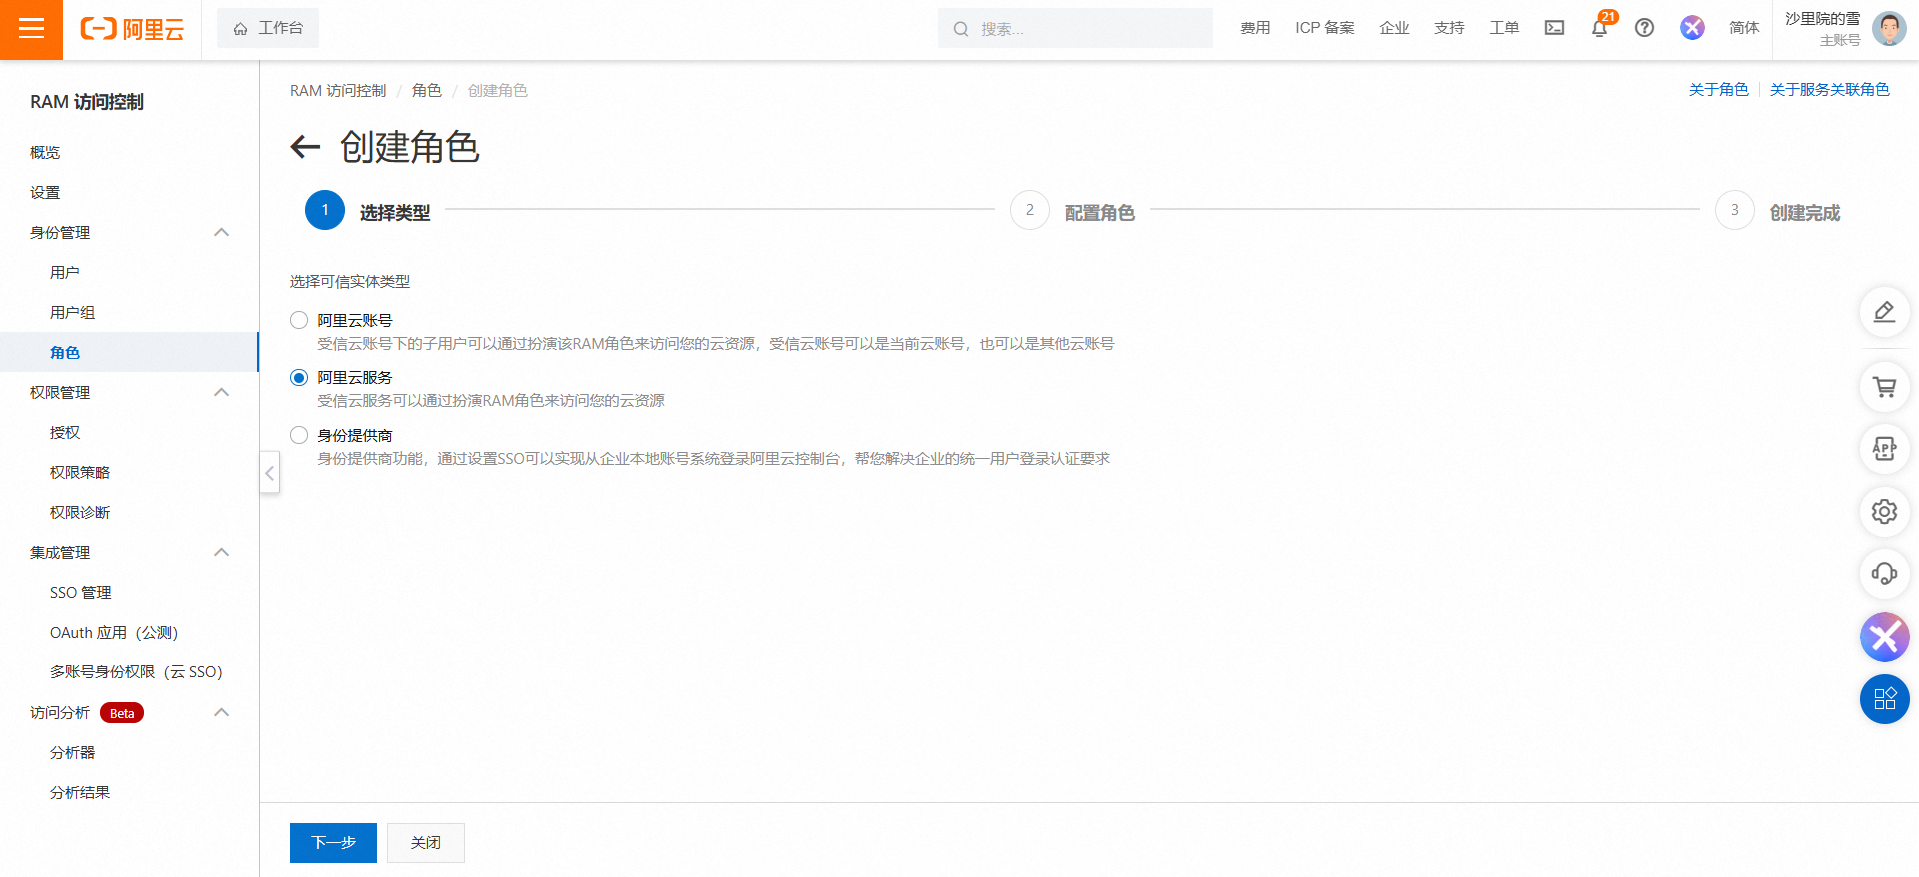 阿里云
工作台
搜索...
费用
ICP 备案
企业
支持
工单
21
简体
沙里院的雪
主账号
RAM 访问控制
概览
设置
身份管理
用户
用户组
角色
权限管理
授权
权限策略
权限诊断
集成管理
SSO 管理
OAuth 应用（公测）
多账号身份权限（云 SSO）
访问分析 Beta
分析器
分析结果
RAM 访问控制 / 角色 / 创建角色
关于角色
关于服务关联角色
创建角色
1 选择类型
2 配置角色
3 创建完成
选择可信实体类型
阿里云账号
受信云账号下的子用户可以通过扮演该RAM角色来访问您的云资源，受信云账号可以是当前云账号，也可以是其他云账号
阿里云服务
受信云服务可以通过扮演RAM角色来访问您的云资源
身份提供商
身份提供商功能，通过设置SSO可以实现从企业本地账号系统登录阿里云控制台，帮您解决企业的统一用户登录认证要求
APP
下一步
关闭